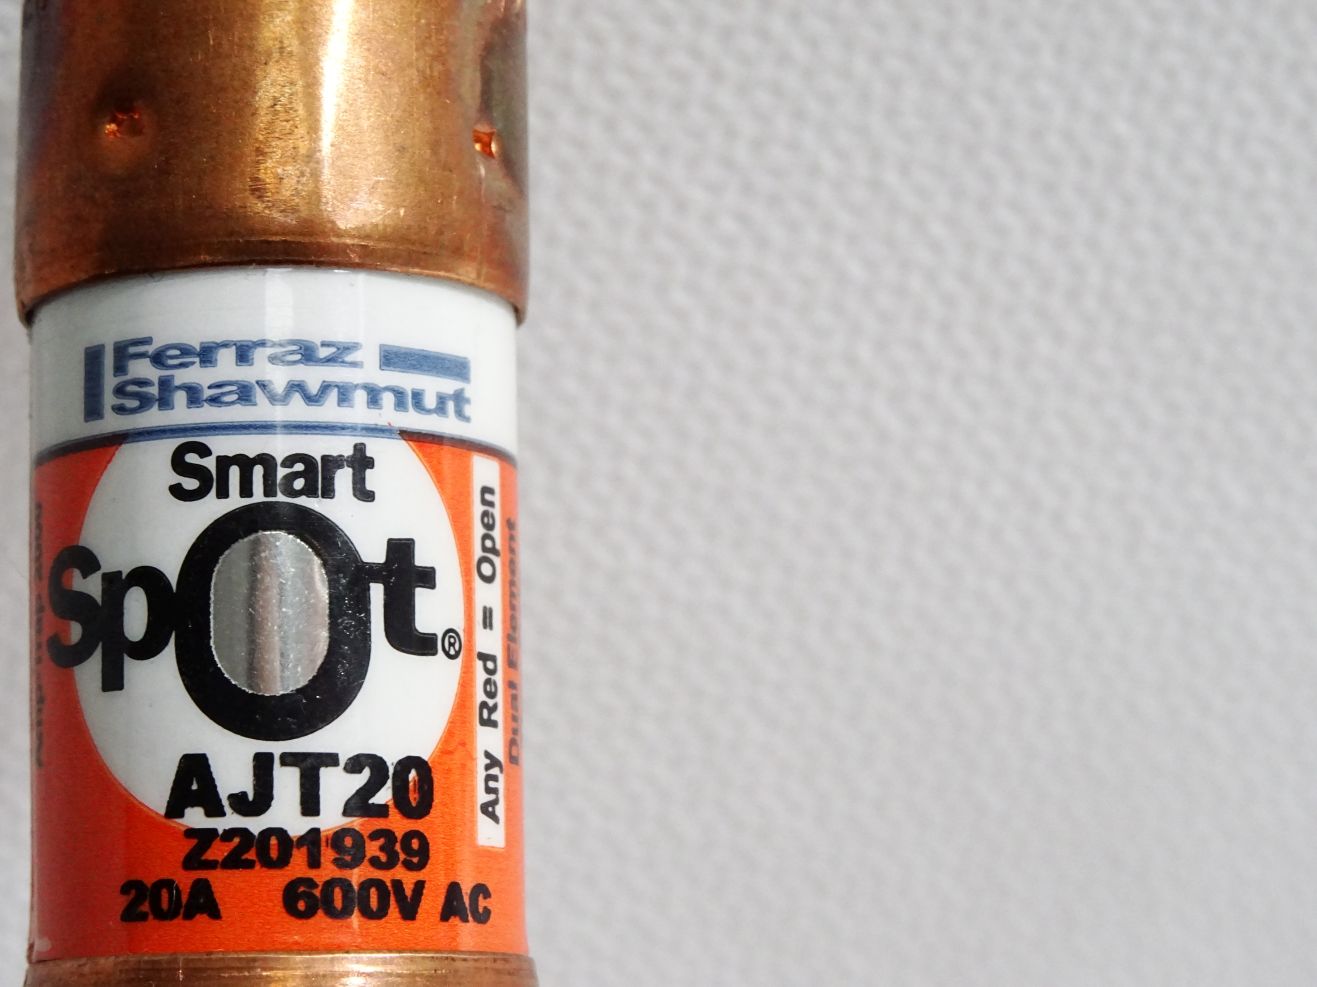 Ferraz
Shawmut
Smart
Spot®
AJT20
Z201939
20A 600V AC
Any Red = Open
Dual Element